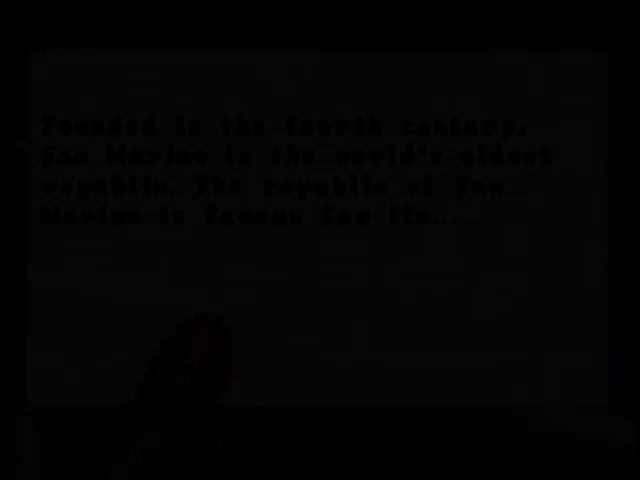 Founded in the fourth century,
San Marino is the world's oldest
republic. The republic of San
Marino is famous for its...